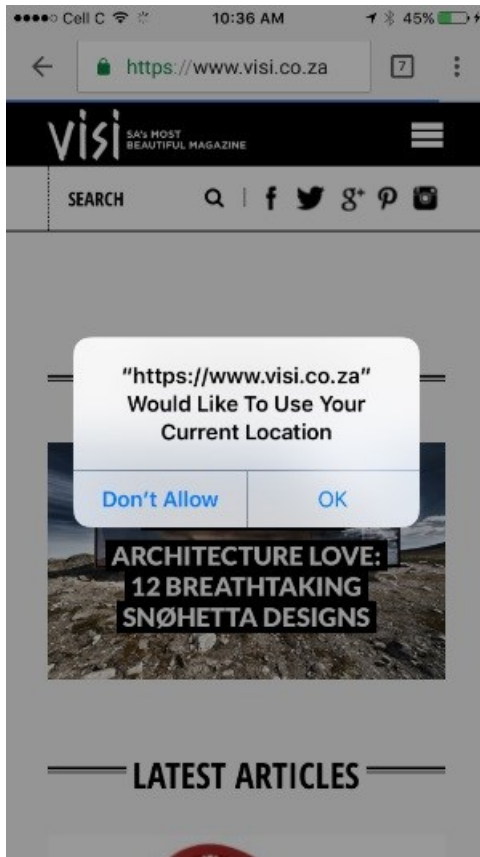 Cell C 10:36 AM 45%
https://www.visi.co.za 7
VISI SA'S MOST
BEAUTIFUL MAGAZINE
SEARCH
"https://www.visi.co.za"
Would Like To Use Your
Current Location
Don't Allow OK
ARCHITECTURE LOVE:
12 BREATHTAKING
SNØHETTA DESIGNS
LATEST ARTICLES